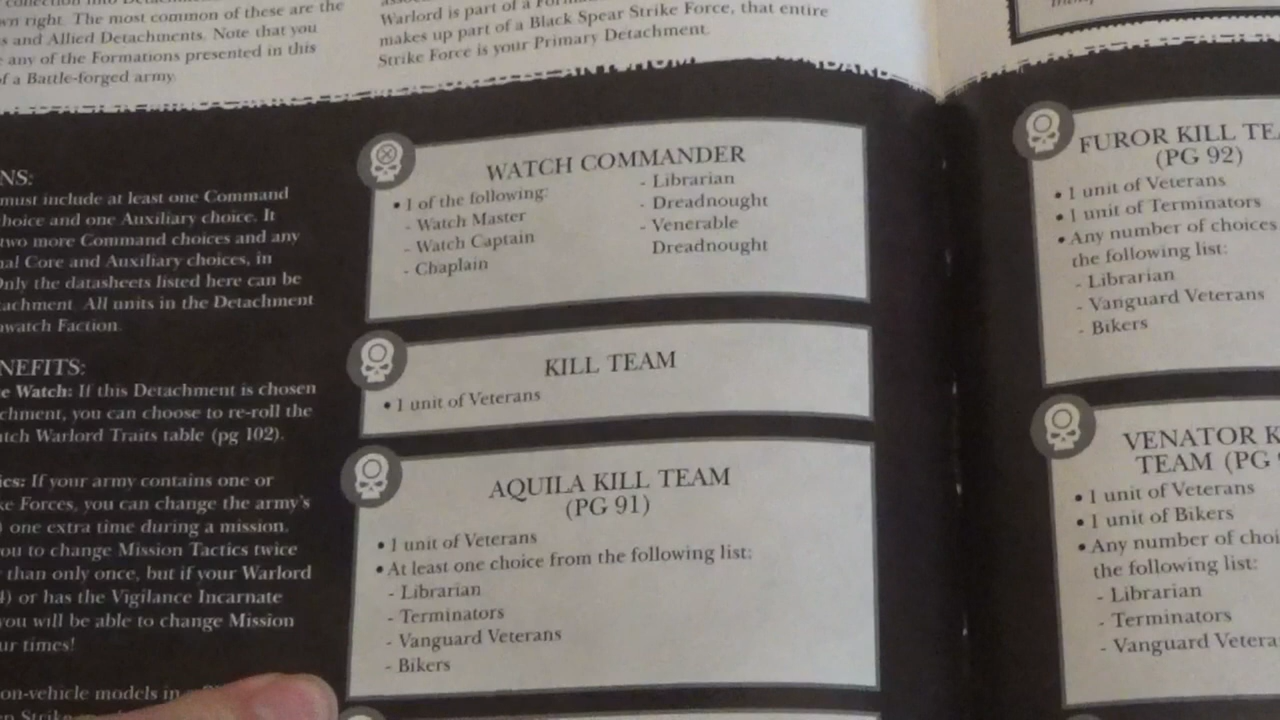 wn right. The most common of these are the
s and Allied Detachments. Note that you
any of the Formations presented in this
of a Battle-forged army.
Warlord is part of a
makes up part of a Black Spear Strike Force, that entire
Strike Force is your Primary Detachment.
NS:
must include at least one Command
hoice and one Auxiliary choice. It
two more Command choices and any
nal Core and Auxiliary choices, in
Only the datasheets listed here can be
tachment. All units in the Detachment
hwatch Faction.
NEFITS:
e Watch: If this Detachment is chosen
chment, you can choose to re-roll the
tch Warlord Traits table (pg 102).
ics: If your army contains one or
ke Forces, you can change the army's
one extra time during a mission.
ou to change Mission Tactics twice
than only once, but if your Warlord
4) or has the Vigilance Incarnate
you will be able to change Mission
ur times!
on-vehicle models in
WATCH COMMANDER
• 1 of the following:
- Watch Master
- Watch Captain
- Chaplain
- Librarian
- Dreadnought
- Venerable
Dreadnought
KILL TEAM
• 1 unit of Veterans
AQUILA KILL TEAM
(PG 91)
• 1 unit of Veterans
• At least one choice from the following list:
- Librarian
- Terminators
- Vanguard Veterans
- Bikers
FUROR KILL TE
(PG 92)
• 1 unit of Veterans
• 1 unit of Terminators
• Any number of choices
the following list:
- Librarian
- Vanguard Veterans
- Bikers
VENATOR K
TEAM (PG
• 1 unit of Veterans
• 1 unit of Bikers
• Any number of choi
the following list:
- Librarian
- Terminators
- Vanguard Vetera